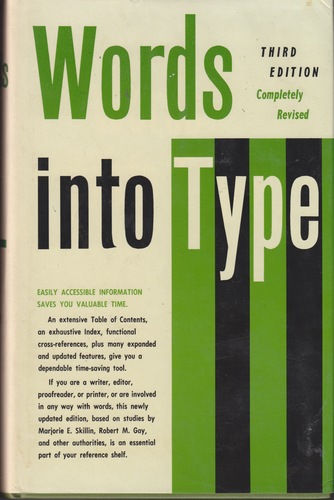 Words
THIRD
EDITION
Completely
Revised
into Type
EASILY ACCESSIBLE INFORMATION
SAVES YOU VALUABLE TIME.
An extensive Table of Contents,
an exhaustive Index, functional
cross-references, plus many expanded
and updated features, give you a
dependable time-saving tool.
If you are a writer, editor,
proofreader, or printer, or are involved
in any way with words, this newly
updated edition, based on studies by
Marjorie E. Skillin, Robert M. Gay,
and other authorities, is an essential
part of your reference shelf.